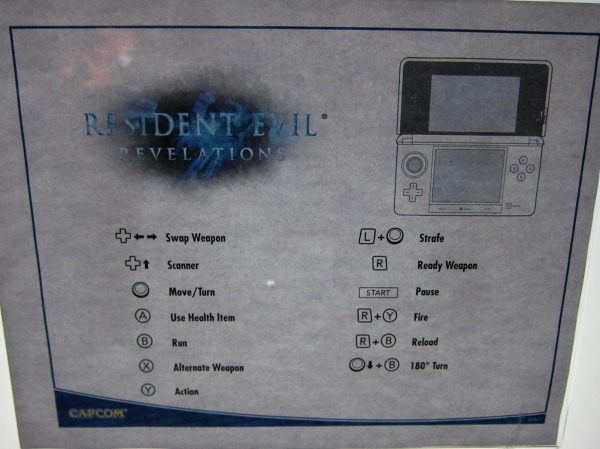 RESIDENT EVIL
REVELATIONS
Swap Weapon
Scanner
Move/Turn
A Use Health Item
B Run
X Alternate Weapon
Y Action
L + Strafe
R Ready Weapon
START Pause
R + Y Fire
R + B Reload
+ B 180° Turn
CAPCOM